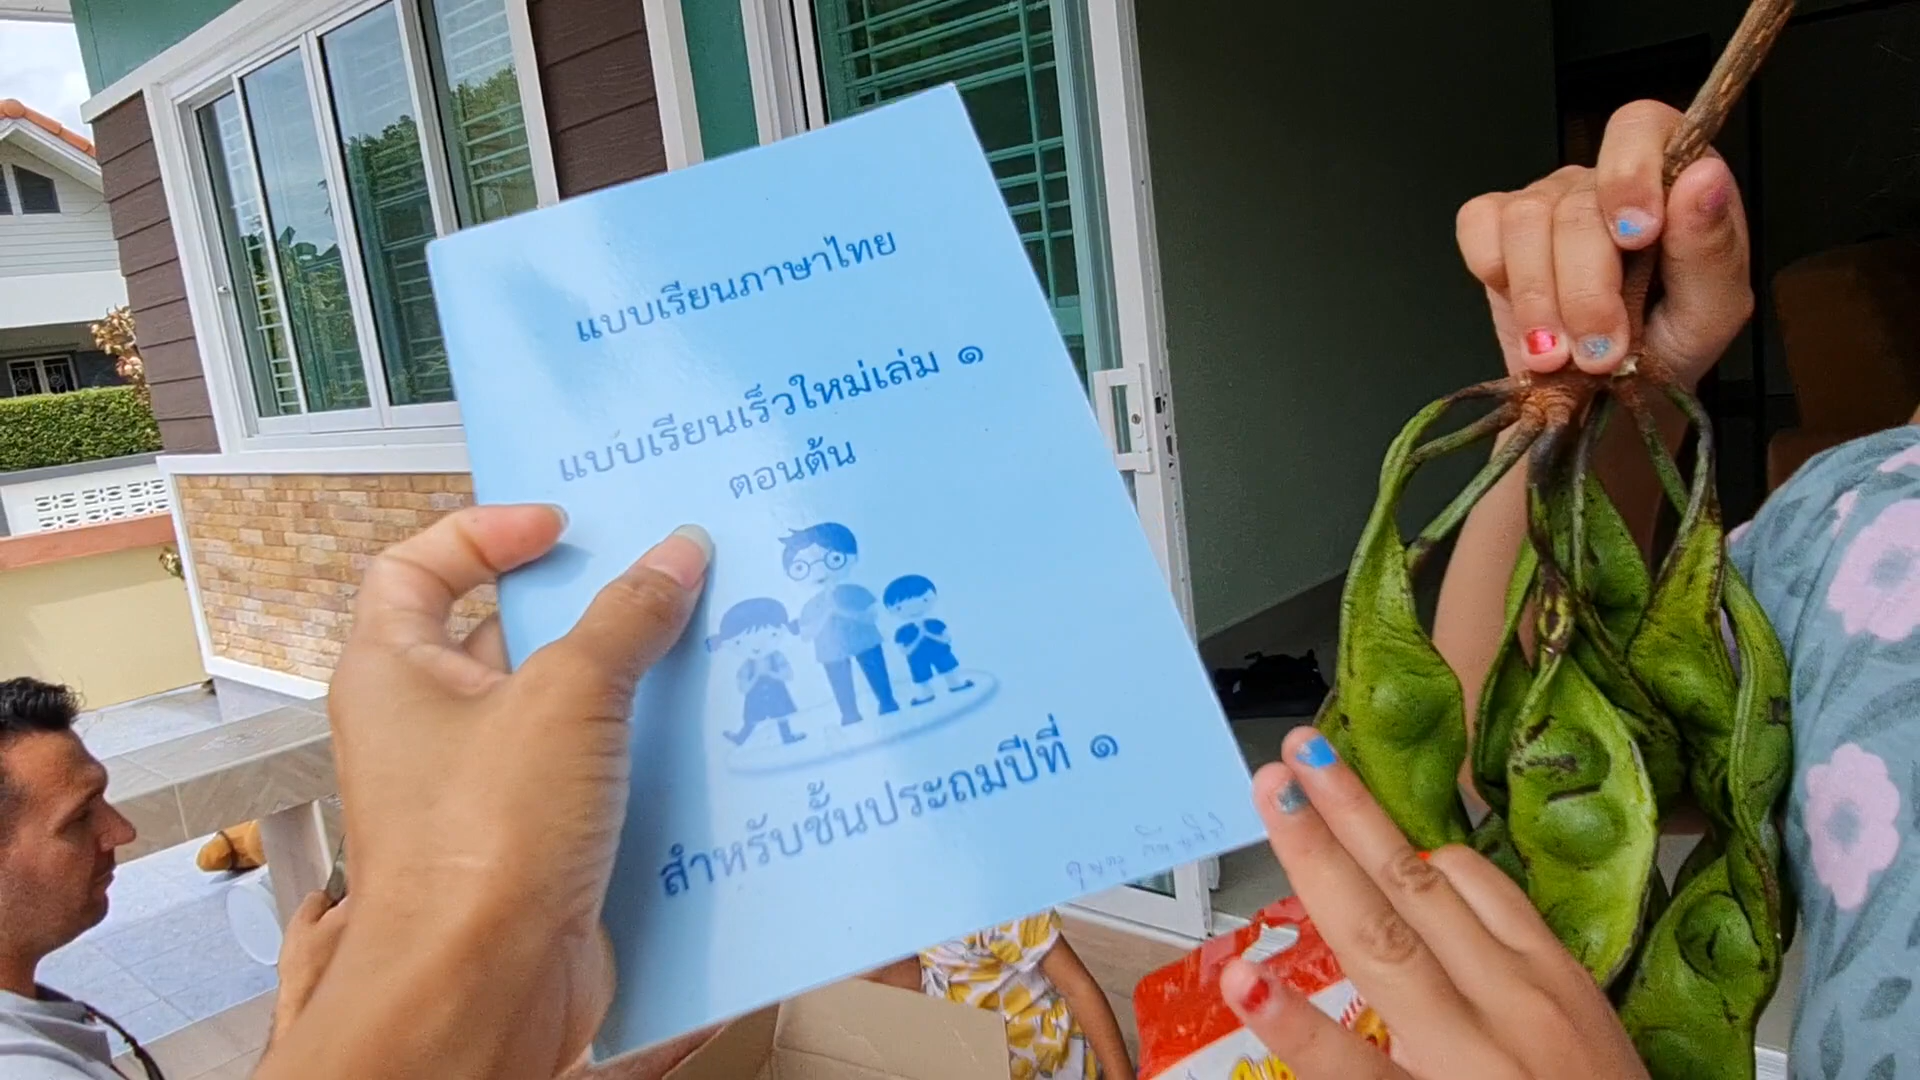 แบบเรียนภาษาไทย
แบบเรียนเร็วใหม่เล่ม ๑
ตอนต้น
สำหรับชั้นประถมปีที่ ๑